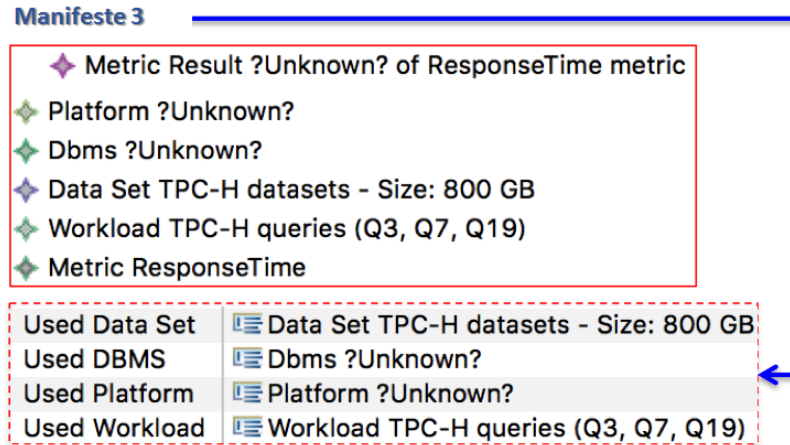 Manifeste 3
Metric Result ?Unknown? of ResponseTime metric
Platform ?Unknown?
Dbms ?Unknown?
Data Set TPC-H datasets - Size: 800 GB
Workload TPC-H queries (Q3, Q7, Q19)
Metric ResponseTime
Used Data Set Data Set TPC-H datasets - Size: 800 GB
Used DBMS Dbms ?Unknown?
Used Platform Platform ?Unknown?
Used Workload Workload TPC-H queries (Q3, Q7, Q19)